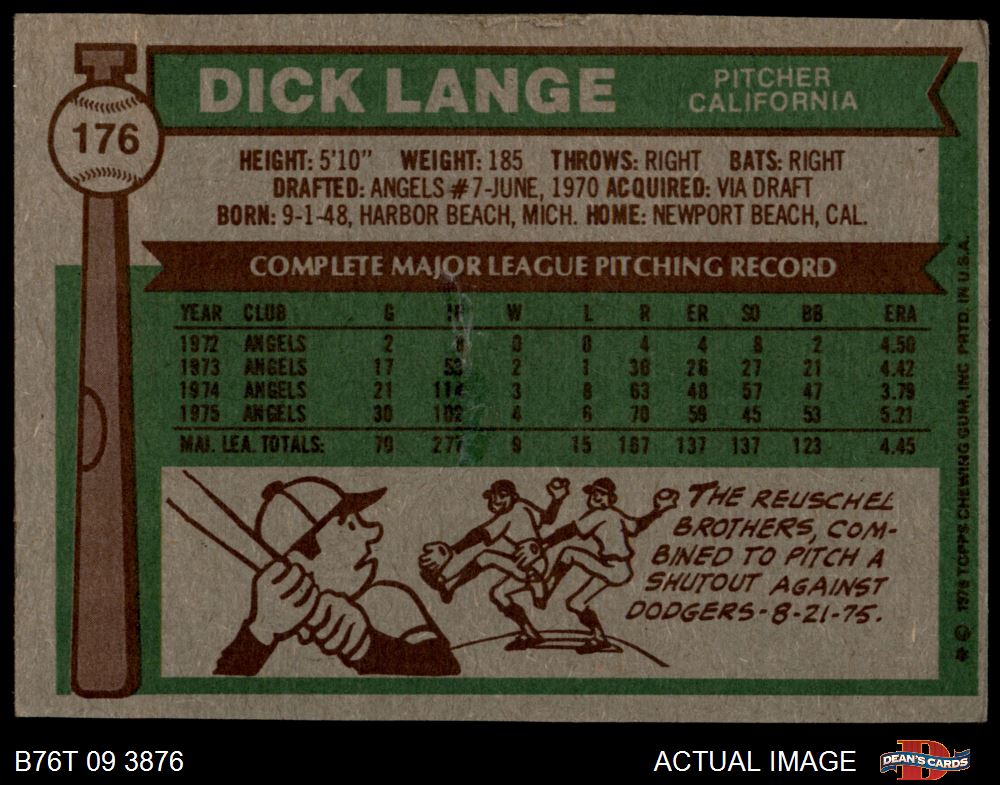 176
DICK LANGE
PITCHER
CALIFORNIA
HEIGHT: 5'10" WEIGHT: 185 THROWS: RIGHT BATS: RIGHT
DRAFTED: ANGELS #7-JUNE, 1970 ACQUIRED: VIA DRAFT
BORN: 9-1-48, HARBOR BEACH, MICH. HOME: NEWPORT BEACH, CAL.
COMPLETE MAJOR LEAGUE PITCHING RECORD
YEAR CLUB G H W L R ER SO BB ERA
1972 ANGELS 2 0 0 4 4 8 2 4.50
1973 ANGELS 17 53 2 1 30 26 27 21 4.42
1974 ANGELS 21 114 3 8 63 48 57 47 3.79
1975 ANGELS 30 102 4 6 70 59 45 53 5.21
MAJ. LEA. TOTALS: 70 277 9 15 167 137 137 123 4.45
THE REUSCHEL
BROTHERS, COM-
BINED TO PITCH A
SHUTOUT AGAINST
DODGERS-8-21-75.
* © 1976 TOPPS CHEWING GUM, INC PRTD. IN U.S.A.
B76T 09 3876
ACTUAL IMAGE
DEAN'S CARDS